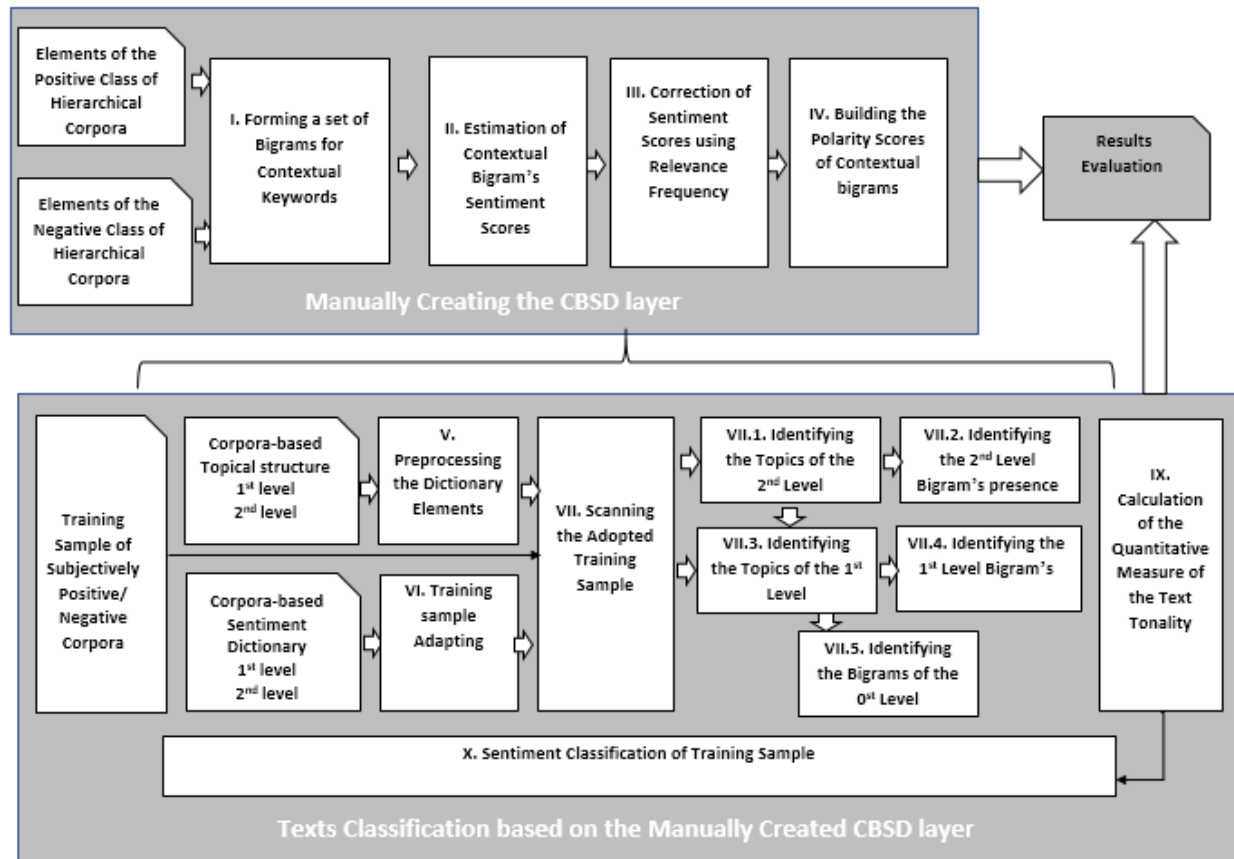 Elements of the
Positive Class of
Hierarchical
Corpora
Elements of the
Negative Class of
Hierarchical
Corpora
I. Forming a set of
Bigrams for
Contextual
Keywords
II. Estimation of
Contextual
Bigram's
Sentiment
Scores
III. Correction of
Sentiment
Scores using
Relevance
Frequency
IV. Building the
Polarity Scores
of Contextual
bigrams
Results
Evaluation
Manually Creating the CBSD layer
Training
Sample of
Subjectively
Positive/
Negative
Corpora
Corpora-based
Topical structure
1st level
2nd level
V.
Preprocessing
the Dictionary
Elements
Corpora-based
Sentiment
Dictionary
1st level
2nd level
VI. Training
sample
Adapting
VII. Scanning
the Adopted
Training
Sample
VII.1. Identifying
the Topics of the
2nd Level
VII.2. Identifying
the 2nd Level
Bigram's presence
VII.3. Identifying
the Topics of the 1st
Level
VII.4. Identifying the
1st Level Bigram's
VII.5. Identifying
the Bigrams of the
0st Level
IX.
Calculation
of the
Quantitative
Measure of
the Text
Tonality
X. Sentiment Classification of Training Sample
Texts Classification based on the Manually Created CBSD layer